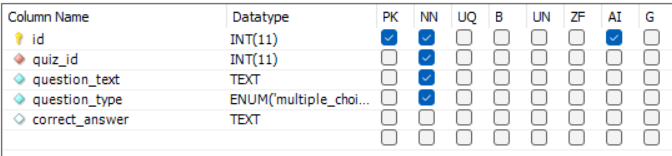 Column Name Datatype PK NN UQ B UN ZF AI G
id INT(11)
quiz_id INT(11)
question_text TEXT
question_type ENUM('multiple_choi...
correct_answer TEXT